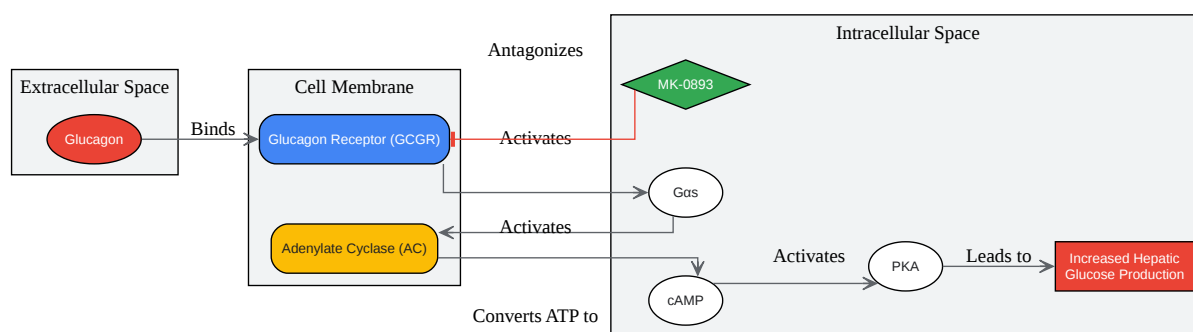 Intracellular Space
Antagonizes
Extracellular Space
Cell Membrane
MK-0893
Glucagon
Binds
Glucagon Receptor (GCGR)
Activates
Gαs
Activates
Adenylate Cyclase (AC)
Activates
PKA
Leads to
Increased Hepatic
Glucose Production
cAMP
Converts ATP to